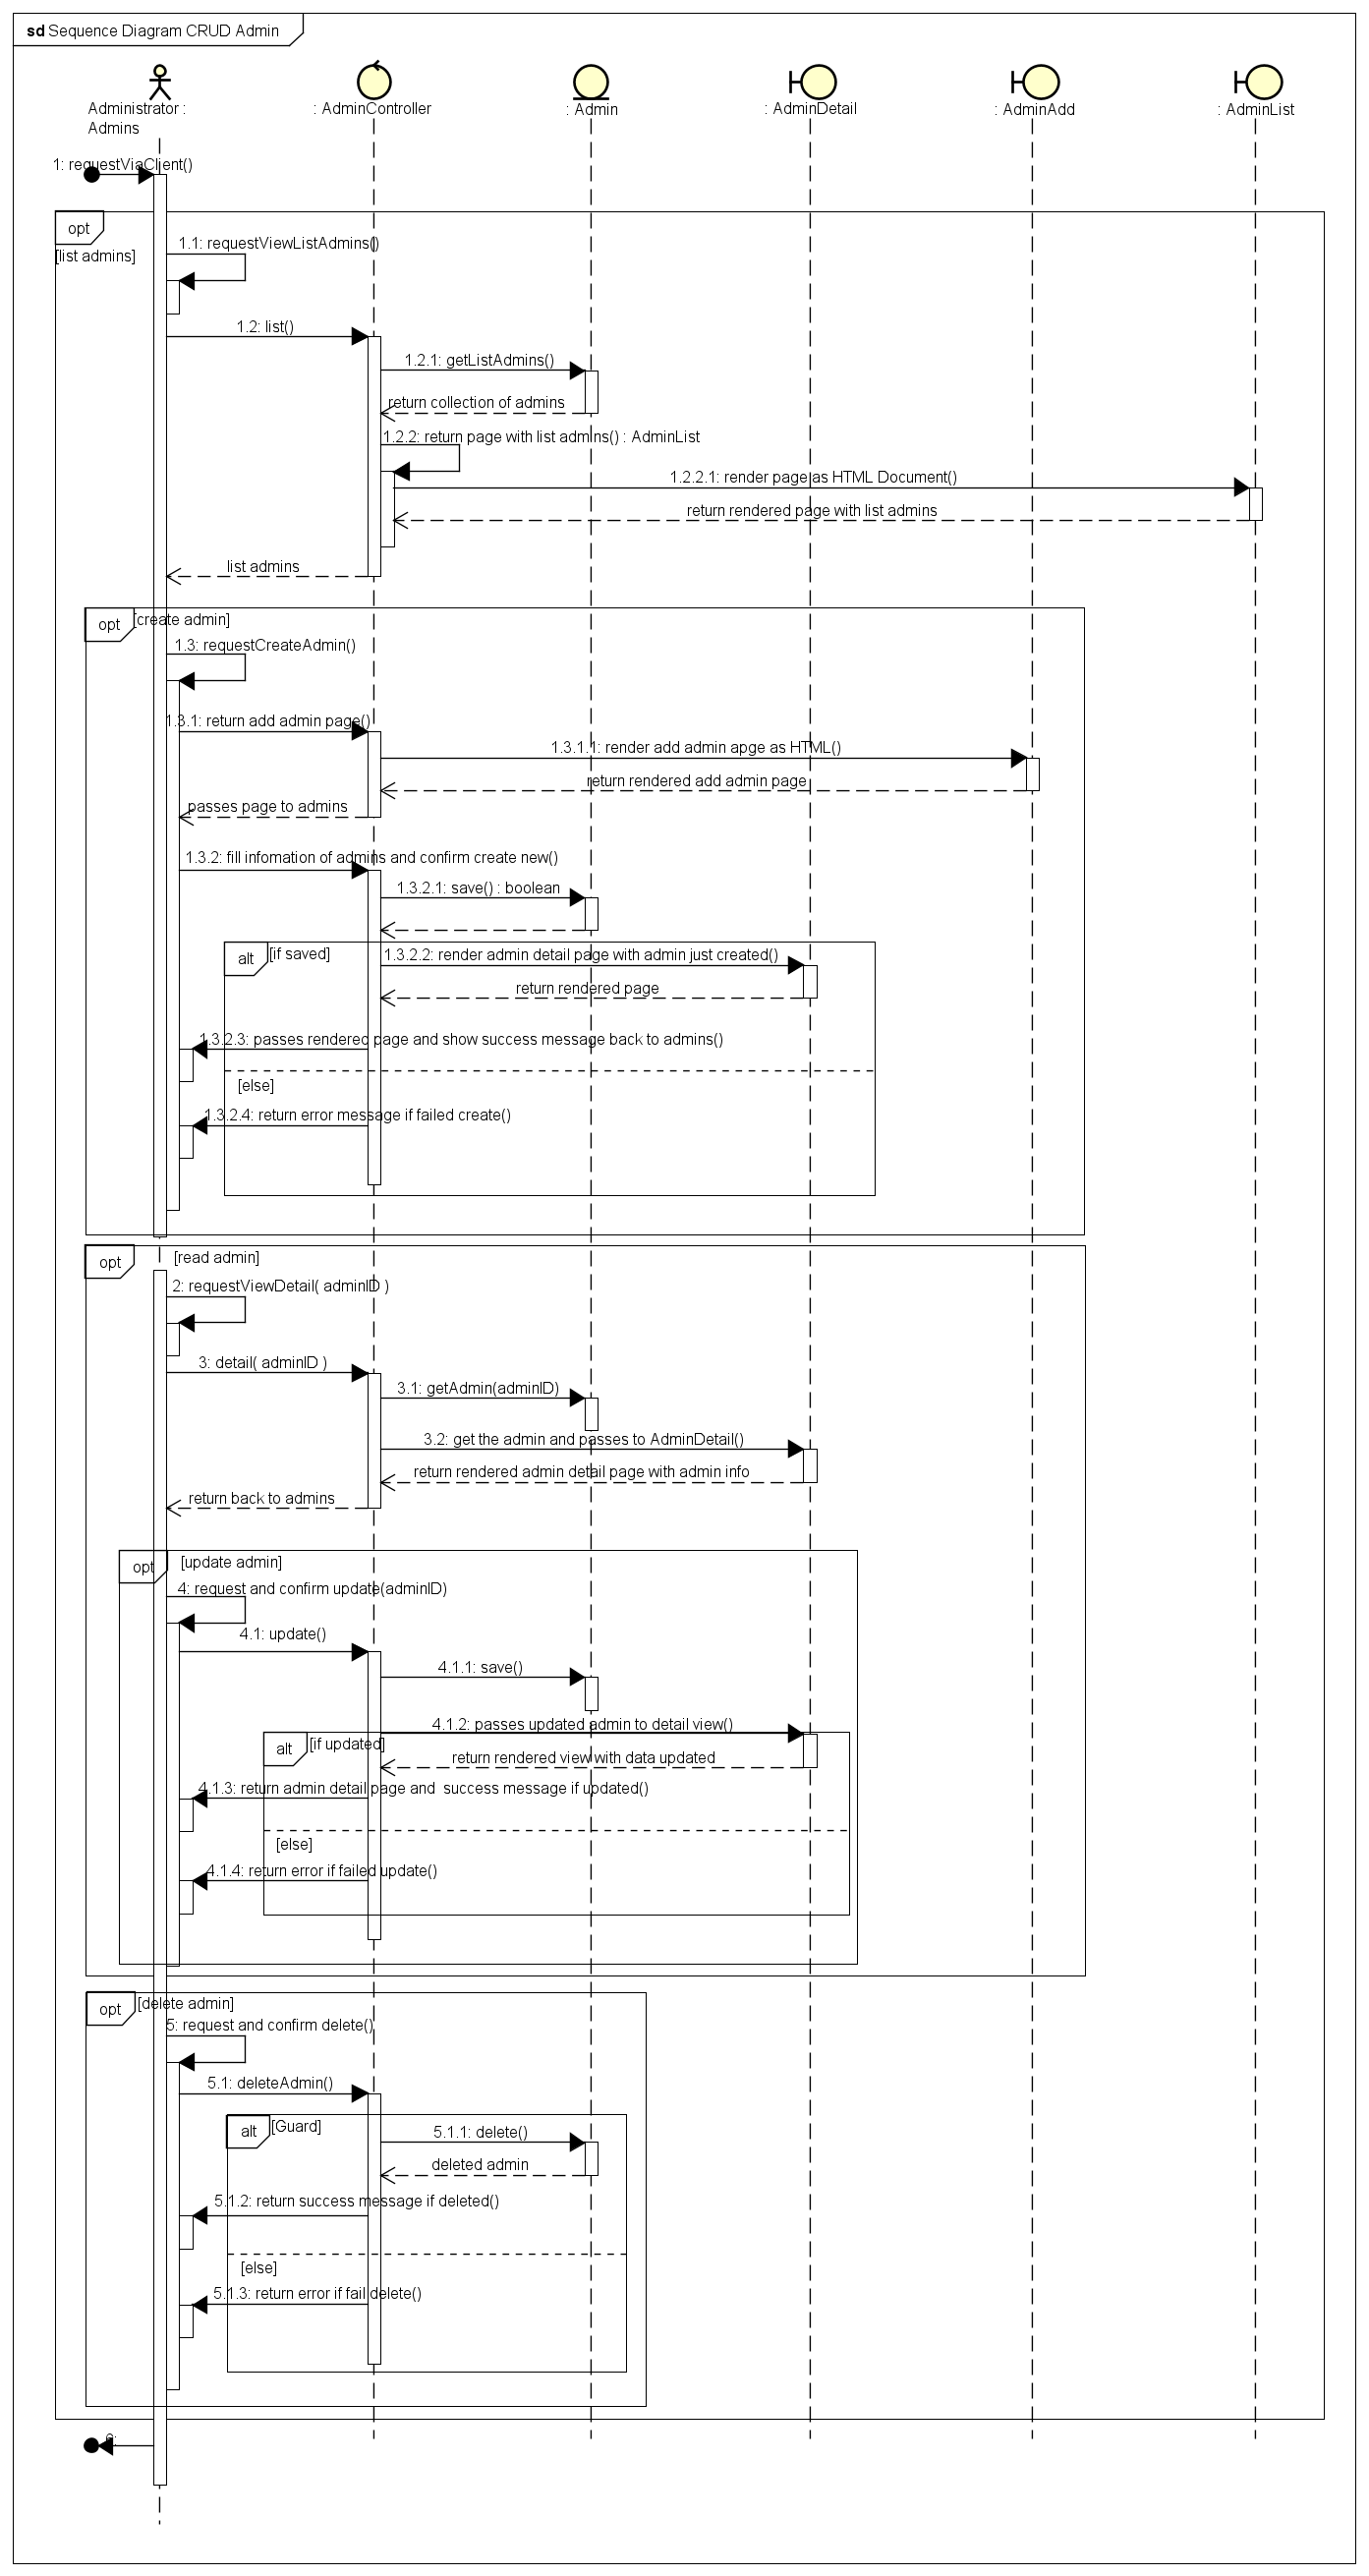 sd Sequence Diagram CRUD Admin
Administrator :
Admins
: AdminController
: Admin
: AdminDetail
: AdminAdd
: AdminList
1: requestViaClient()
opt
[list admins]
1.1: requestViewListAdmins()
1.2: list()
1.2.1: getListAdmins()
return collection of admins
1.2.2: return page with list admins() : AdminList
1.2.2.1: render page as HTML Document()
return rendered page with list admins
list admins
opt
[create admin]
1.3: requestCreateAdmin()
1.3.1: return add admin page()
1.3.1.1: render add admin apge as HTML()
return rendered add admin page
passes page to admins
1.3.2: fill infomation of admins and confirm create new()
1.3.2.1: save() : boolean
alt
[if saved]
1.3.2.2: render admin detail page with admin just created()
return rendered page
1.3.2.3: passes rendered page and show success message back to admins()
[else]
1.3.2.4: return error message if failed create()
opt
[read admin]
2: requestViewDetail( adminID )
3: detail( adminID )
3.1: getAdmin(adminID)
3.2: get the admin and passes to AdminDetail()
return rendered admin detail page with admin info
return back to admins
opt
[update admin]
4: request and confirm update(adminID)
4.1: update()
4.1.1: save()
4.1.2: passes updated admin to detail view()
alt
[if updated]
return rendered view with data updated
4.1.3: return admin detail page and  success message if updated()
[else]
4.1.4: return error if failed update()
opt
[delete admin]
5: request and confirm delete()
5.1: deleteAdmin()
alt
[Guard]
5.1.1: delete()
deleted admin
5.1.2: return success message if deleted()
[else]
5.1.3: return error if fail delete()
6: